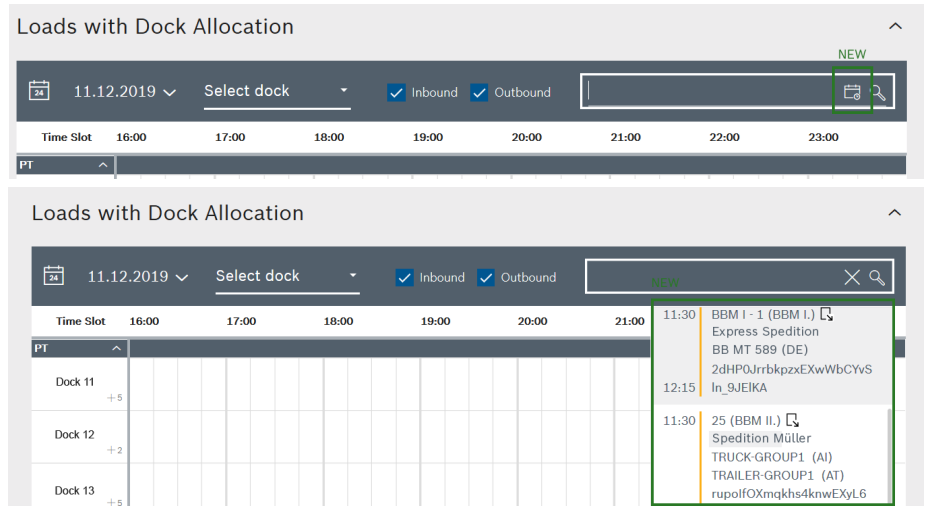 Loads with Dock Allocation
NEW
24 11.12.2019 Select dock Inbound Outbound
Time Slot 16:00 17:00 18:00 19:00 20:00 21:00 22:00 23:00
PT
Loads with Dock Allocation
24 11.12.2019 Select dock Inbound Outbound
NEW
Time Slot 16:00 17:00 18:00 19:00 20:00 21:00
PT
Dock 11
+5
Dock 12
+2
Dock 13
+5
11:30 BBM I - 1 (BBM I.)
Express Spedition
BB MT 589 (DE)
2dHP0JrrbkpzxEXwWbCYvS
12:15 ln_9JElKA
11:30 25 (BBM II.)
Spedition Müller
TRUCK-GROUP1 (AI)
TRAILER-GROUP1 (AT)
rupolfOXmqkhs4knwEXyL6